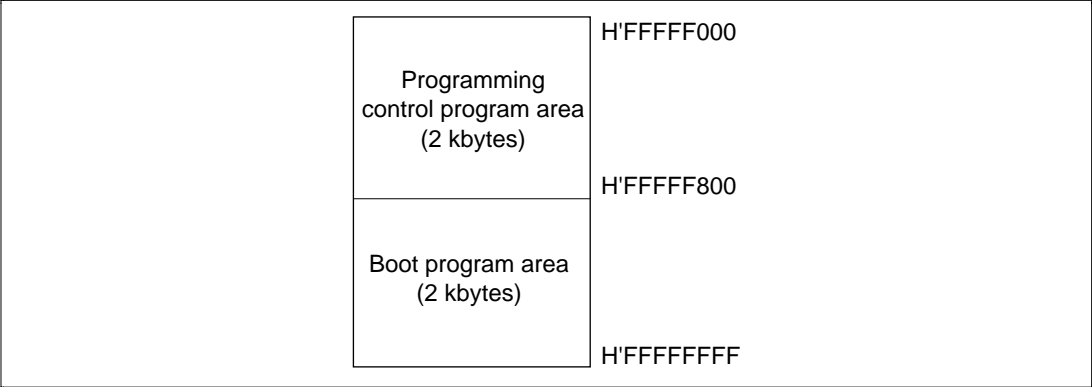 H'FFFFF000
Programming
control program area
(2 kbytes)
H'FFFFF800
Boot program area
(2 kbytes)
H'FFFFFFFF